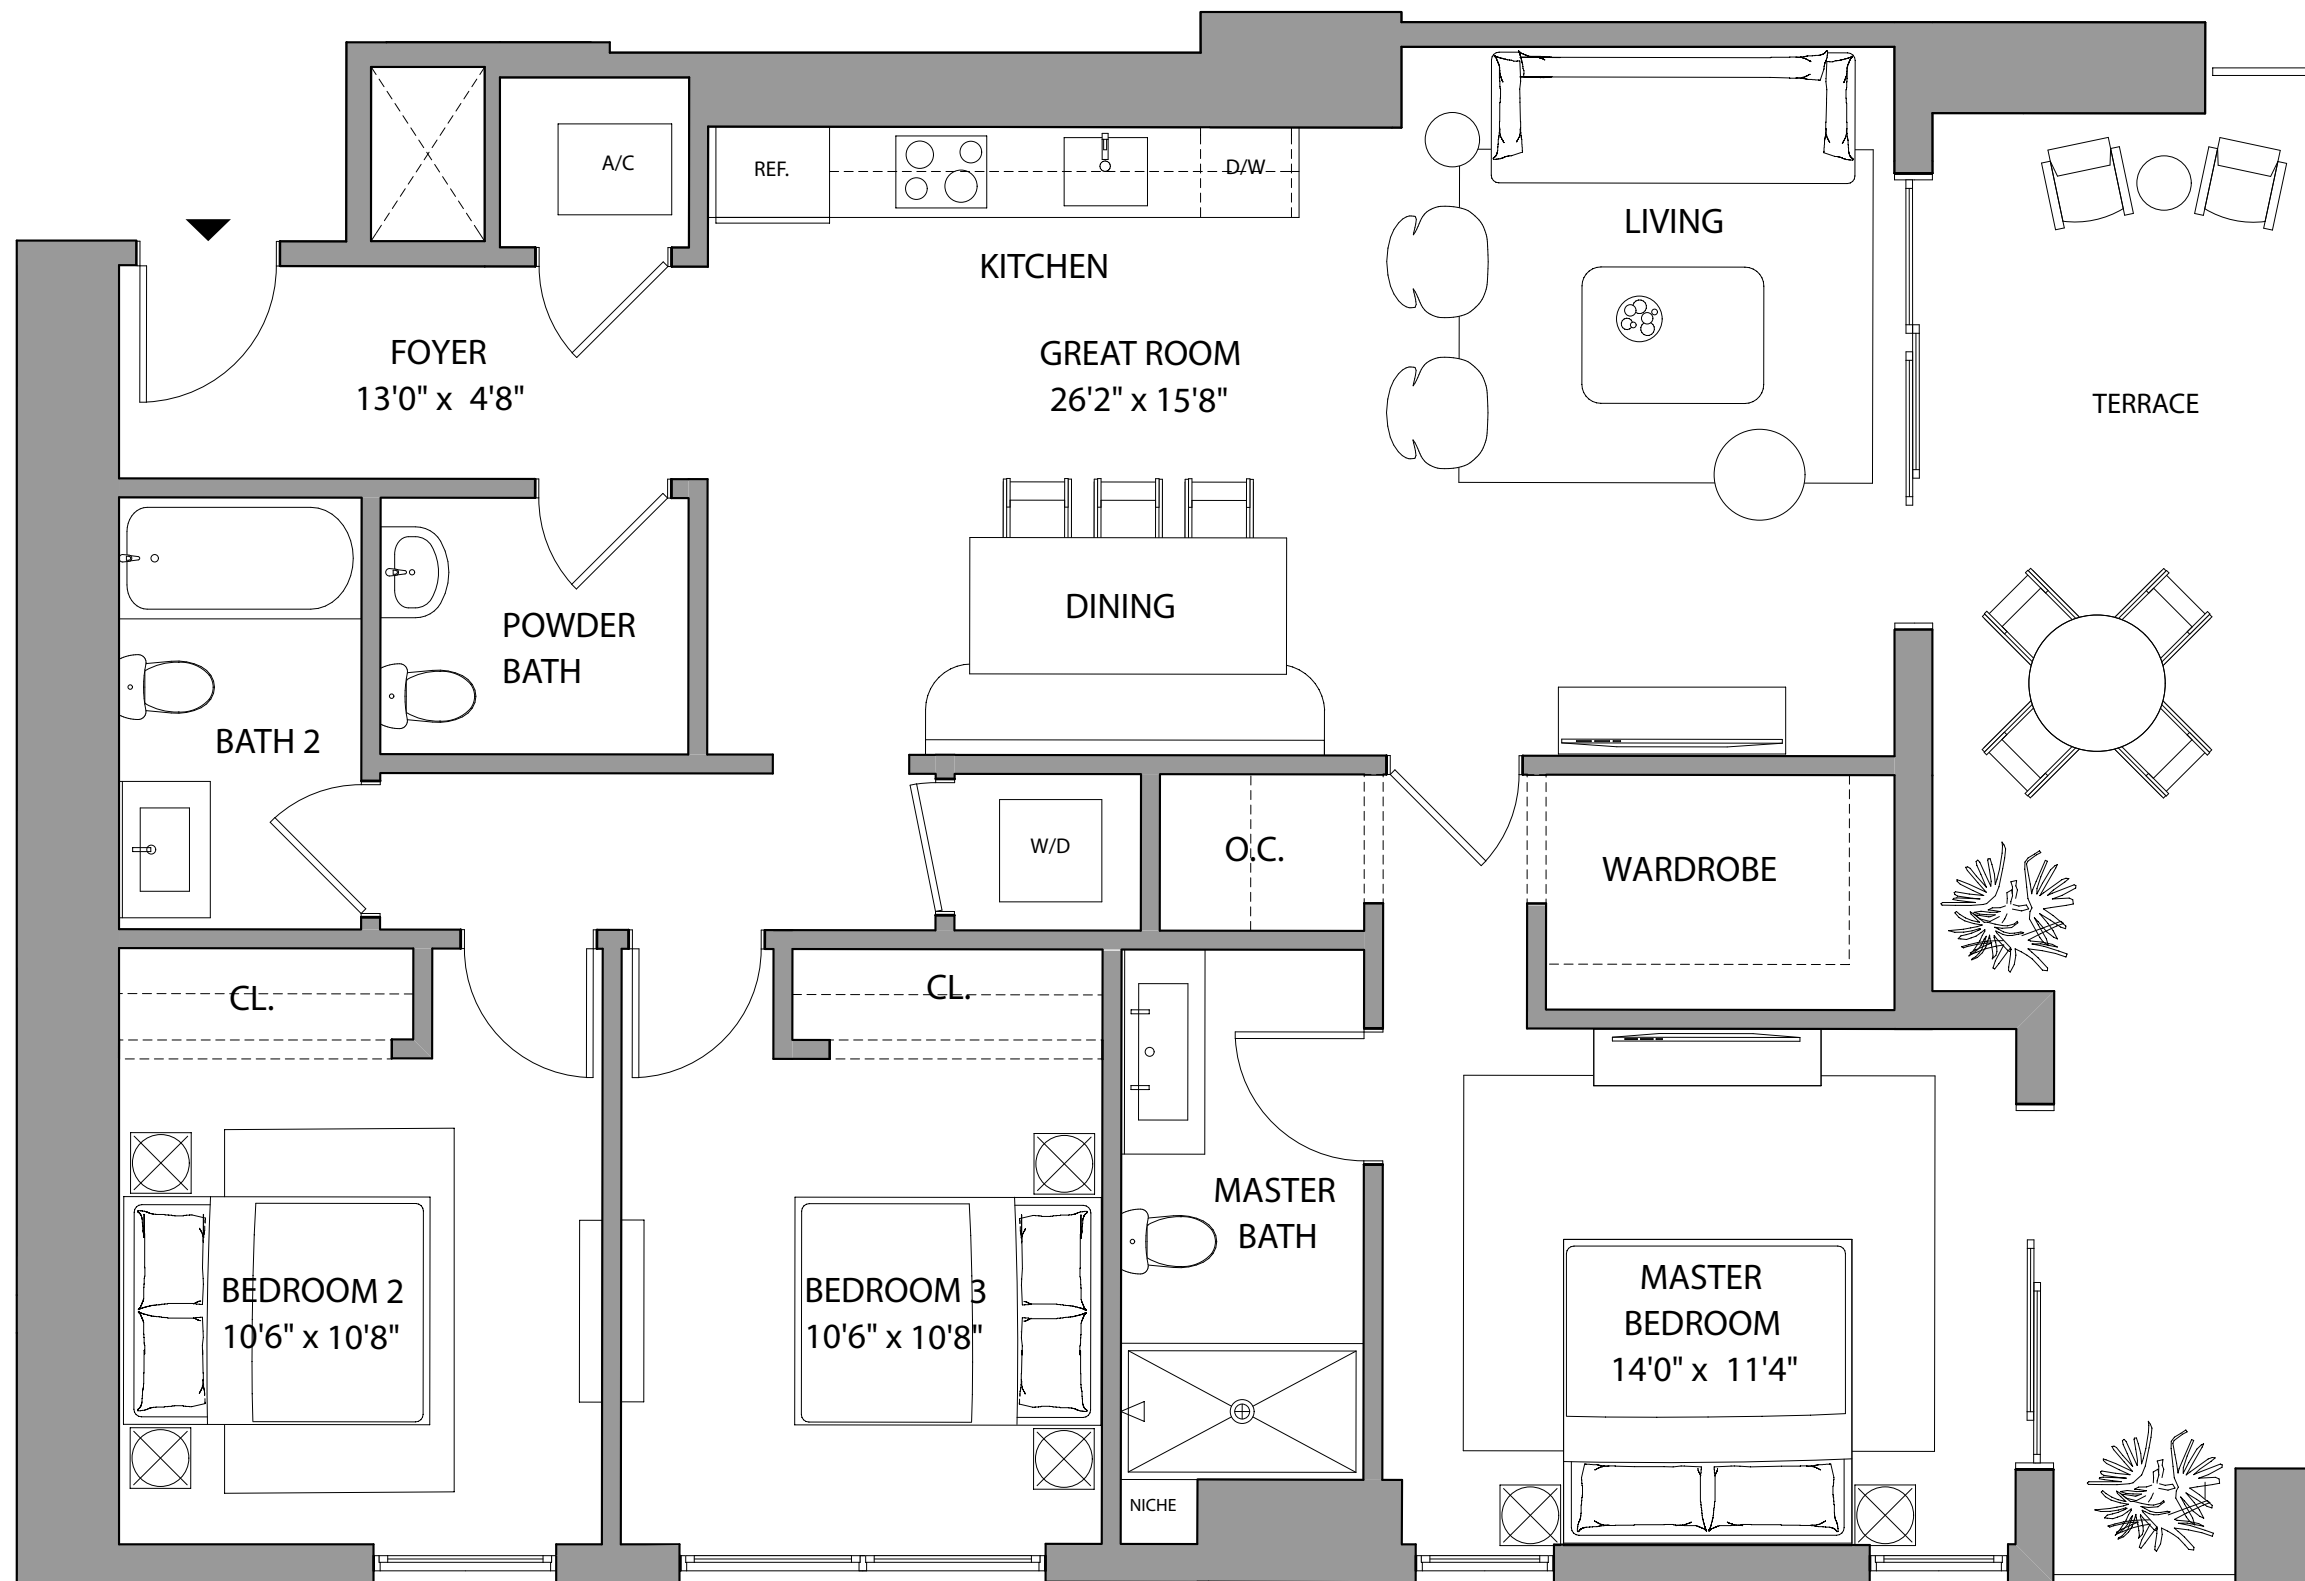 A/C
REF.
D/W
LIVING
KITCHEN
FOYER
13'0" x 4'8"
GREAT ROOM
26'2" x 15'8"
TERRACE
DINING
POWDER
BATH
BATH 2
W/D
O.C.
WARDROBE
CL.
CL.
MASTER
BATH
BEDROOM 2
10'6" x 10'8"
BEDROOM 3
10'6" x 10'8"
MASTER
BEDROOM
14'0" x 11'4"
NICHE